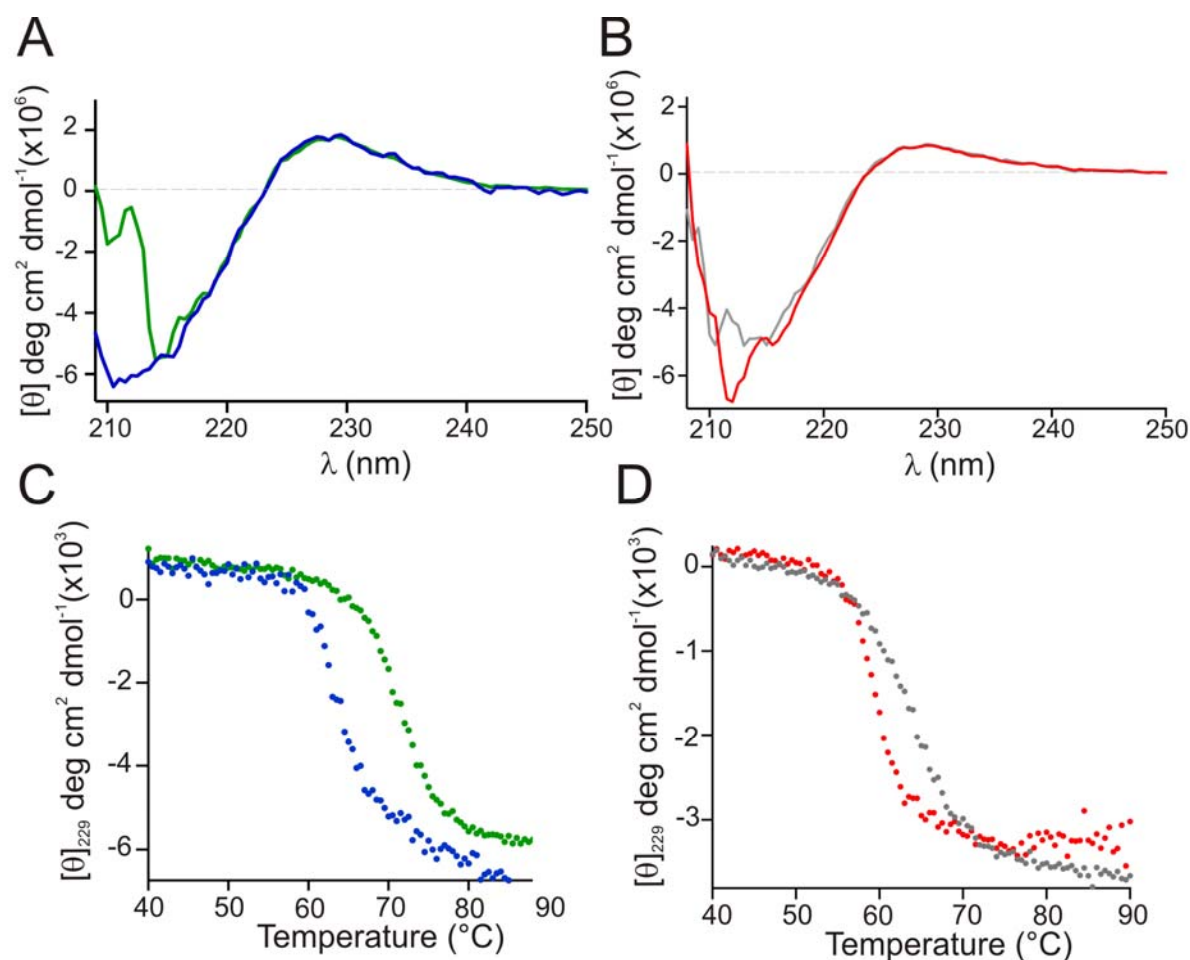 A
B
[θ] deg cm² dmol⁻¹(x10⁶)
2
0
-2
-4
-6
210 220 230 240 250
λ (nm)
[θ] deg cm² dmol⁻¹(x10⁶)
2
0
-2
-4
-6
210 220 230 240 250
λ (nm)
C
D
[θ]₂₂₉ deg cm² dmol⁻¹(x10³)
0
-2
-4
-6
40 50 60 70 80 90
Temperature (°C)
[θ]₂₂₉ deg cm² dmol⁻¹(x10³)
0
-1
-2
-3
40 50 60 70 80 90
Temperature (°C)